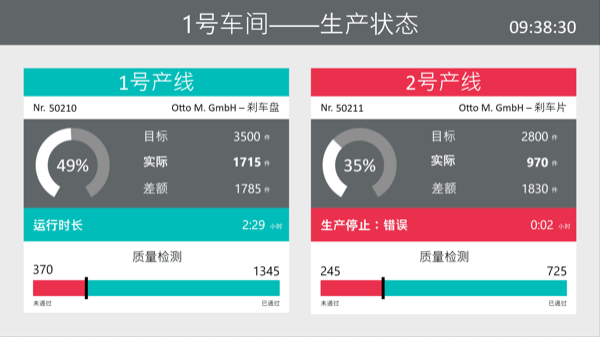 1号车间——生产状态
09:38:30
1号产线
Nr. 50210 Otto M. GmbH – 刹车盘
49%
目标 3500 件
实际 1715 件
差额 1785 件
运行时长 2:29 小时
质量检测
370 1345
未通过 已通过
2号产线
Nr. 50211 Otto M. GmbH – 刹车片
35%
目标 2800 件
实际 970 件
差额 1830 件
生产停止：错误 0:02 小时
质量检测
245 725
未通过 已通过